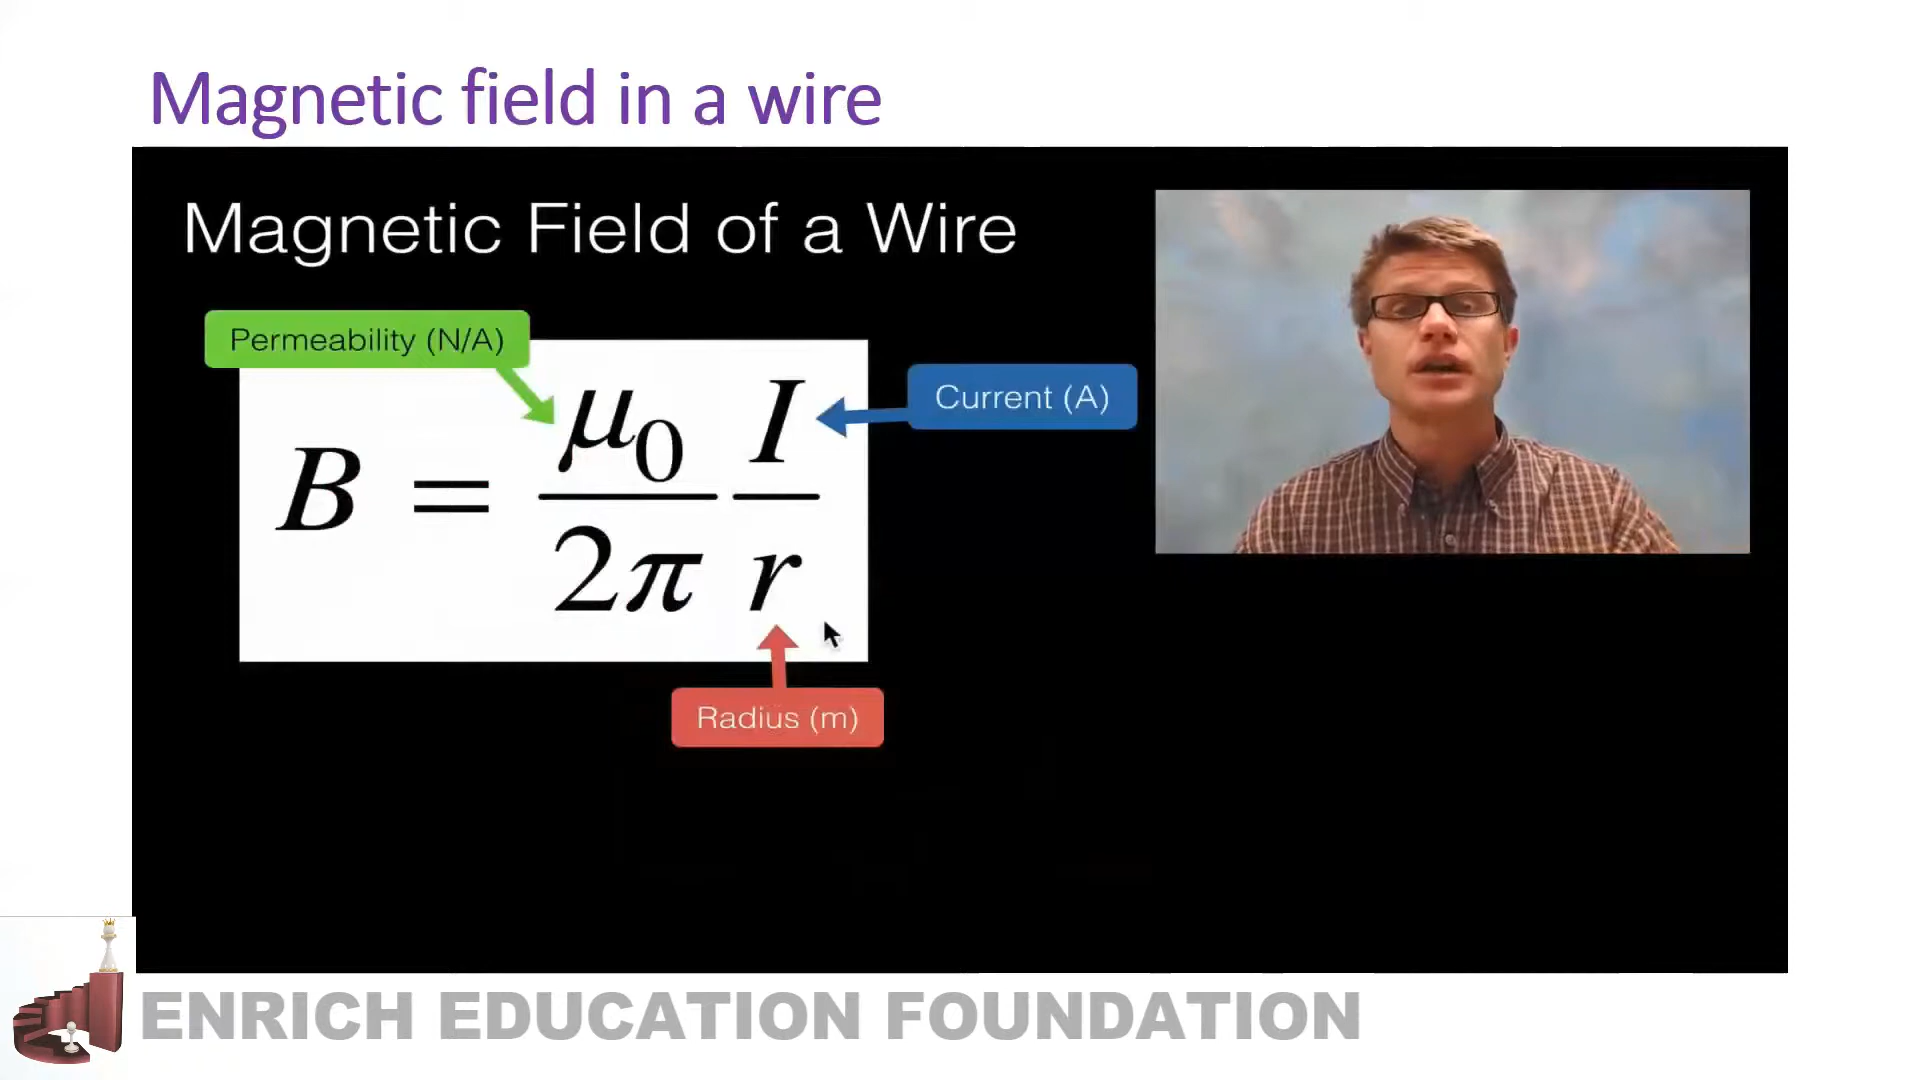 Magnetic field in a wire
Magnetic Field of a Wire
Permeability (N/A)
Current (A)
B = μ₀/2π I/r
Radius (m)
ENRICH EDUCATION FOUNDATION